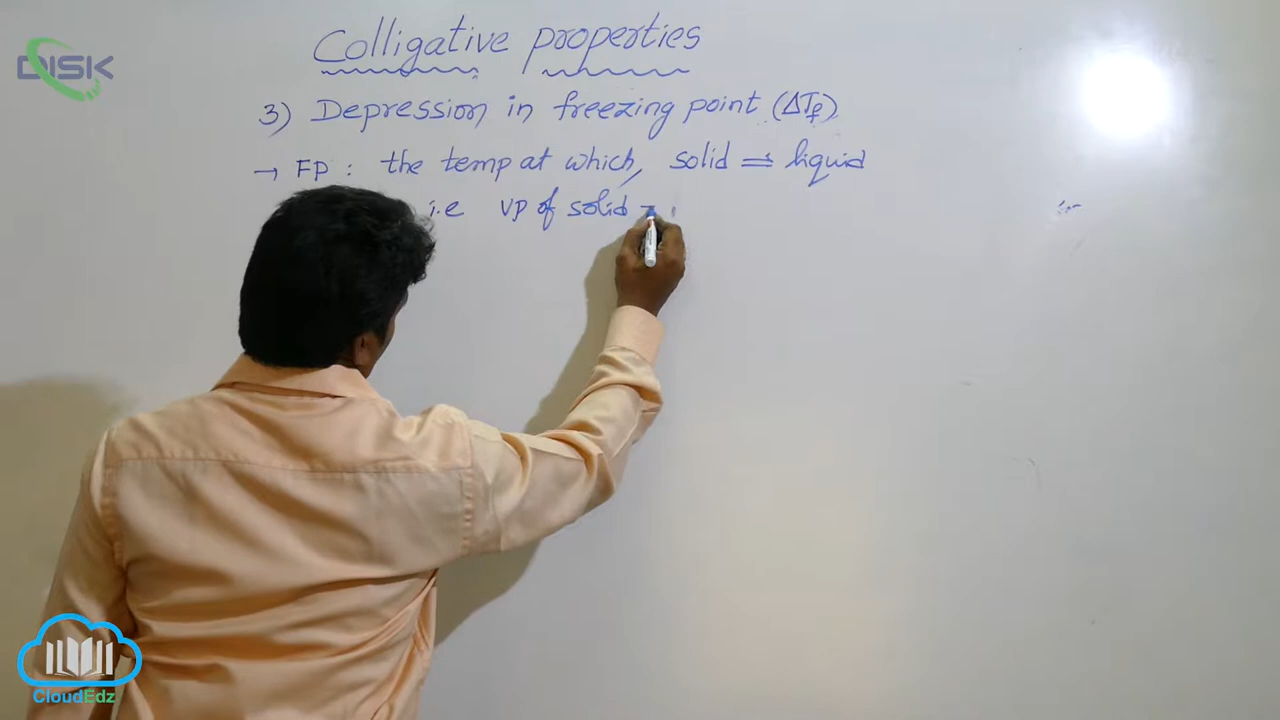 DISK
Colligative properties
3) Depression in freezing point (ΔTf)
→ FP : the temp at which, solid ⇌ liquid
i.e VP of solid =
CloudEdz